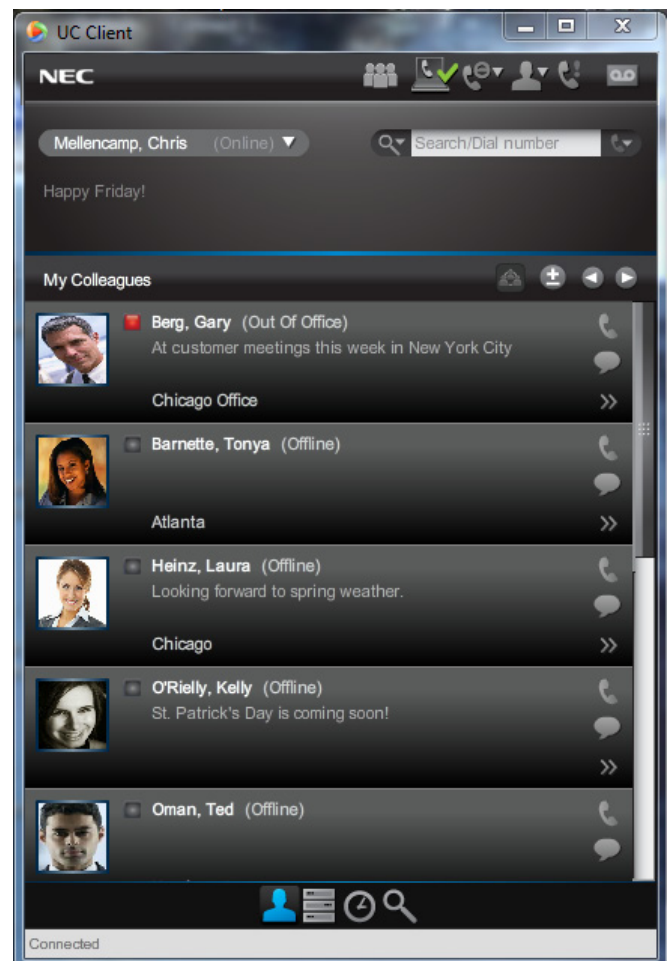 UC Client
NEC
Mellencamp, Chris (Online)
Search/Dial number
Happy Friday!
My Colleagues
Berg, Gary (Out Of Office)
At customer meetings this week in New York City
Chicago Office
Barnette, Tonya (Offline)
Atlanta
Heinz, Laura (Offline)
Looking forward to spring weather.
Chicago
O'Rielly, Kelly (Offline)
St. Patrick's Day is coming soon!
Oman, Ted (Offline)
Connected